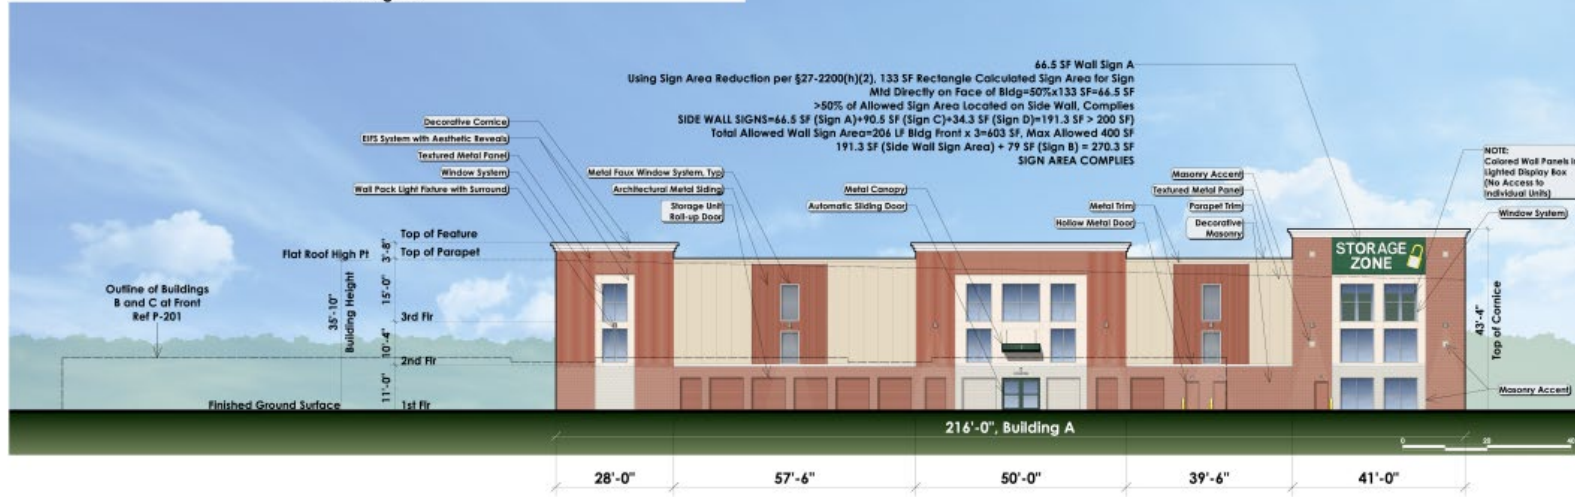 66.5 SF Wall Sign A
Using Sign Area Reduction per §27-2200(h)(2), 133 SF Rectangle Calculated Sign Area for Sign
Mtd Directly on Face of Bldg=50%x133 SF=66.5 SF
>50% of Allowed Sign Area Located on Side Wall, Complies
SIDE WALL SIGNS=66.5 SF (Sign A)+90.5 SF (Sign C)+34.3 SF (Sign D)=191.3 SF > 200 SF)
Total Allowed Wall Sign Area=206 LF Bldg Front x 3=603 SF, Max Allowed 400 SF
191.3 SF (Side Wall Sign Area) + 79 SF (Sign B) = 270.3 SF
SIGN AREA COMPLIES
Decorative Cornice
EIFS System with Aesthetic Reveals
Textured Metal Panel
Window System
Wall Pack Light Fixture with Surround
Metal Faux Window System, Typ
Architectural Metal Siding
Storage Unit
Roll-up Door
Metal Canopy
Automatic Sliding Door
Masonry Accent
Textured Metal Panel
Metal Trim
Parapet Trim
Hollow Metal Door
Decorative
Masonry
NOTE:
Colored Wall Panels in
Lighted Display Box
(No Access to
Individual Units)
Window System
Top of Feature
Flat Roof High Pt
Top of Parapet
3'-8"
15'-0"
35'-10"
Building Height
3rd Flr
10'-4"
2nd Flr
11'-0"
Finished Ground Surface
1st Flr
Outline of Buildings
B and C at Front
Ref P-201
STORAGE
ZONE
43'-4"
Top of Cornice
Masonry Accent
216'-0", Building A
0
20
40
28'-0"
57'-6"
50'-0"
39'-6"
41'-0"